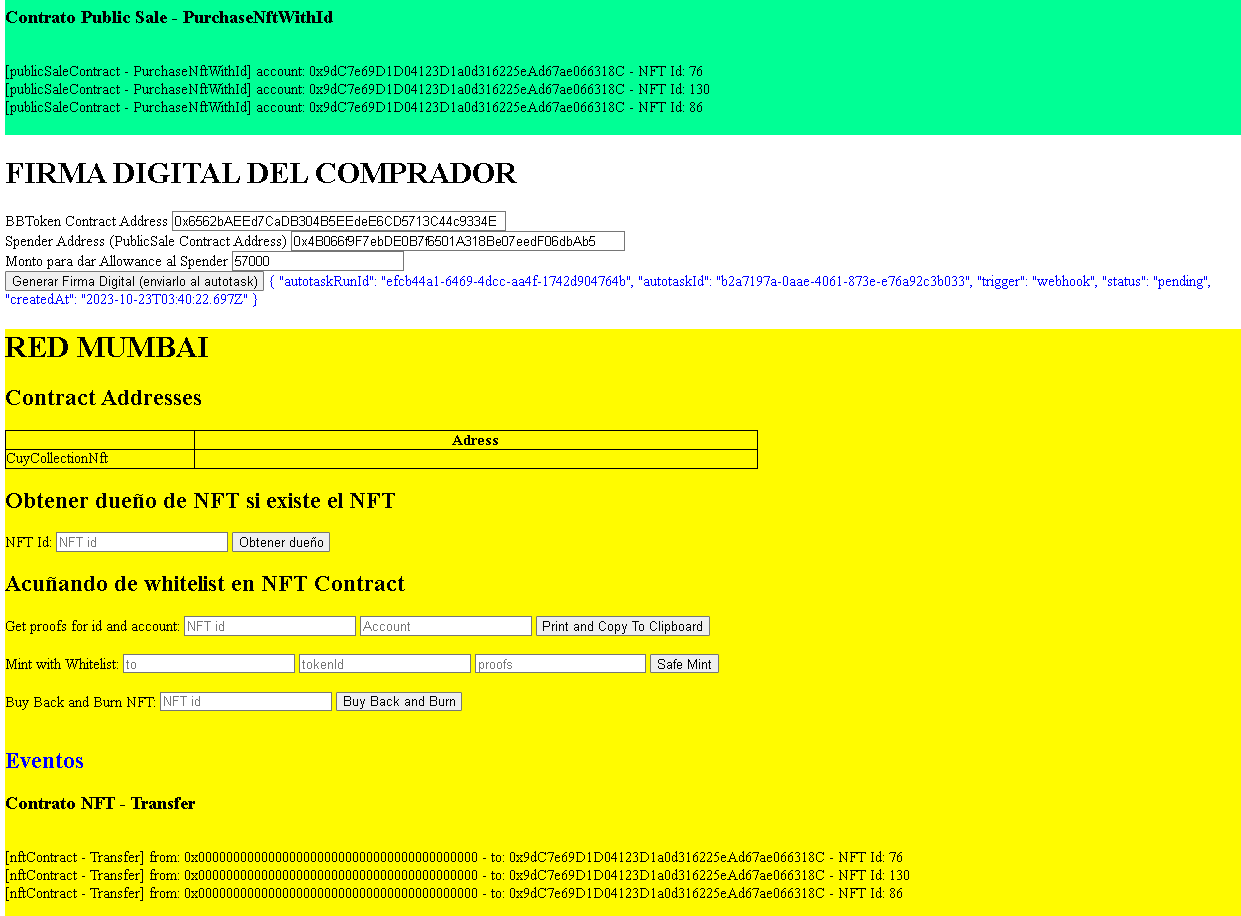 Contrato Public Sale - PurchaseNftWithId
[publicSaleContract - PurchaseNftWithId] account: 0x9dC7e69D1D04123D1a0d316225eAd67ae066318C - NFT Id: 76
[publicSaleContract - PurchaseNftWithId] account: 0x9dC7e69D1D04123D1a0d316225eAd67ae066318C - NFT Id: 130
[publicSaleContract - PurchaseNftWithId] account: 0x9dC7e69D1D04123D1a0d316225eAd67ae066318C - NFT Id: 86
FIRMA DIGITAL DEL COMPRADOR
BBToken Contract Address 0x6562bAEEd7CaDB304B5EEdeE6CD5713C44c9334E
Spender Address (PublicSale Contract Address) 0x4B066f9F7ebDE0B7f6501A318Be07eedF06dbAb5
Monto para dar Allowance al Spender 57000
Generar Firma Digital (enviarlo al autotask) { "autotaskRunId": "efcb44a1-6469-4dcc-aa4f-1742d904764b", "autotaskId": "b2a7197a-0aae-4061-873e-e76a92c3b033", "trigger": "webhook", "status": "pending",
"createdAt": "2023-10-23T03:40:22.697Z" }
RED MUMBAI
Contract Addresses
Adress
CuyCollectionNft
Obtener dueño de NFT si existe el NFT
NFT Id: NFT id Obtener dueño
Acuñando de whitelist en NFT Contract
Get proofs for id and account: NFT id Account Print and Copy To Clipboard
Mint with Whitelist: to tokenId proofs Safe Mint
Buy Back and Burn NFT: NFT id Buy Back and Burn
Eventos
Contrato NFT - Transfer
[nftContract - Transfer] from: 0x0000000000000000000000000000000000000000 - to: 0x9dC7e69D1D04123D1a0d316225eAd67ae066318C - NFT Id: 76
[nftContract - Transfer] from: 0x0000000000000000000000000000000000000000 - to: 0x9dC7e69D1D04123D1a0d316225eAd67ae066318C - NFT Id: 130
[nftContract - Transfer] from: 0x0000000000000000000000000000000000000000 - to: 0x9dC7e69D1D04123D1a0d316225eAd67ae066318C - NFT Id: 86